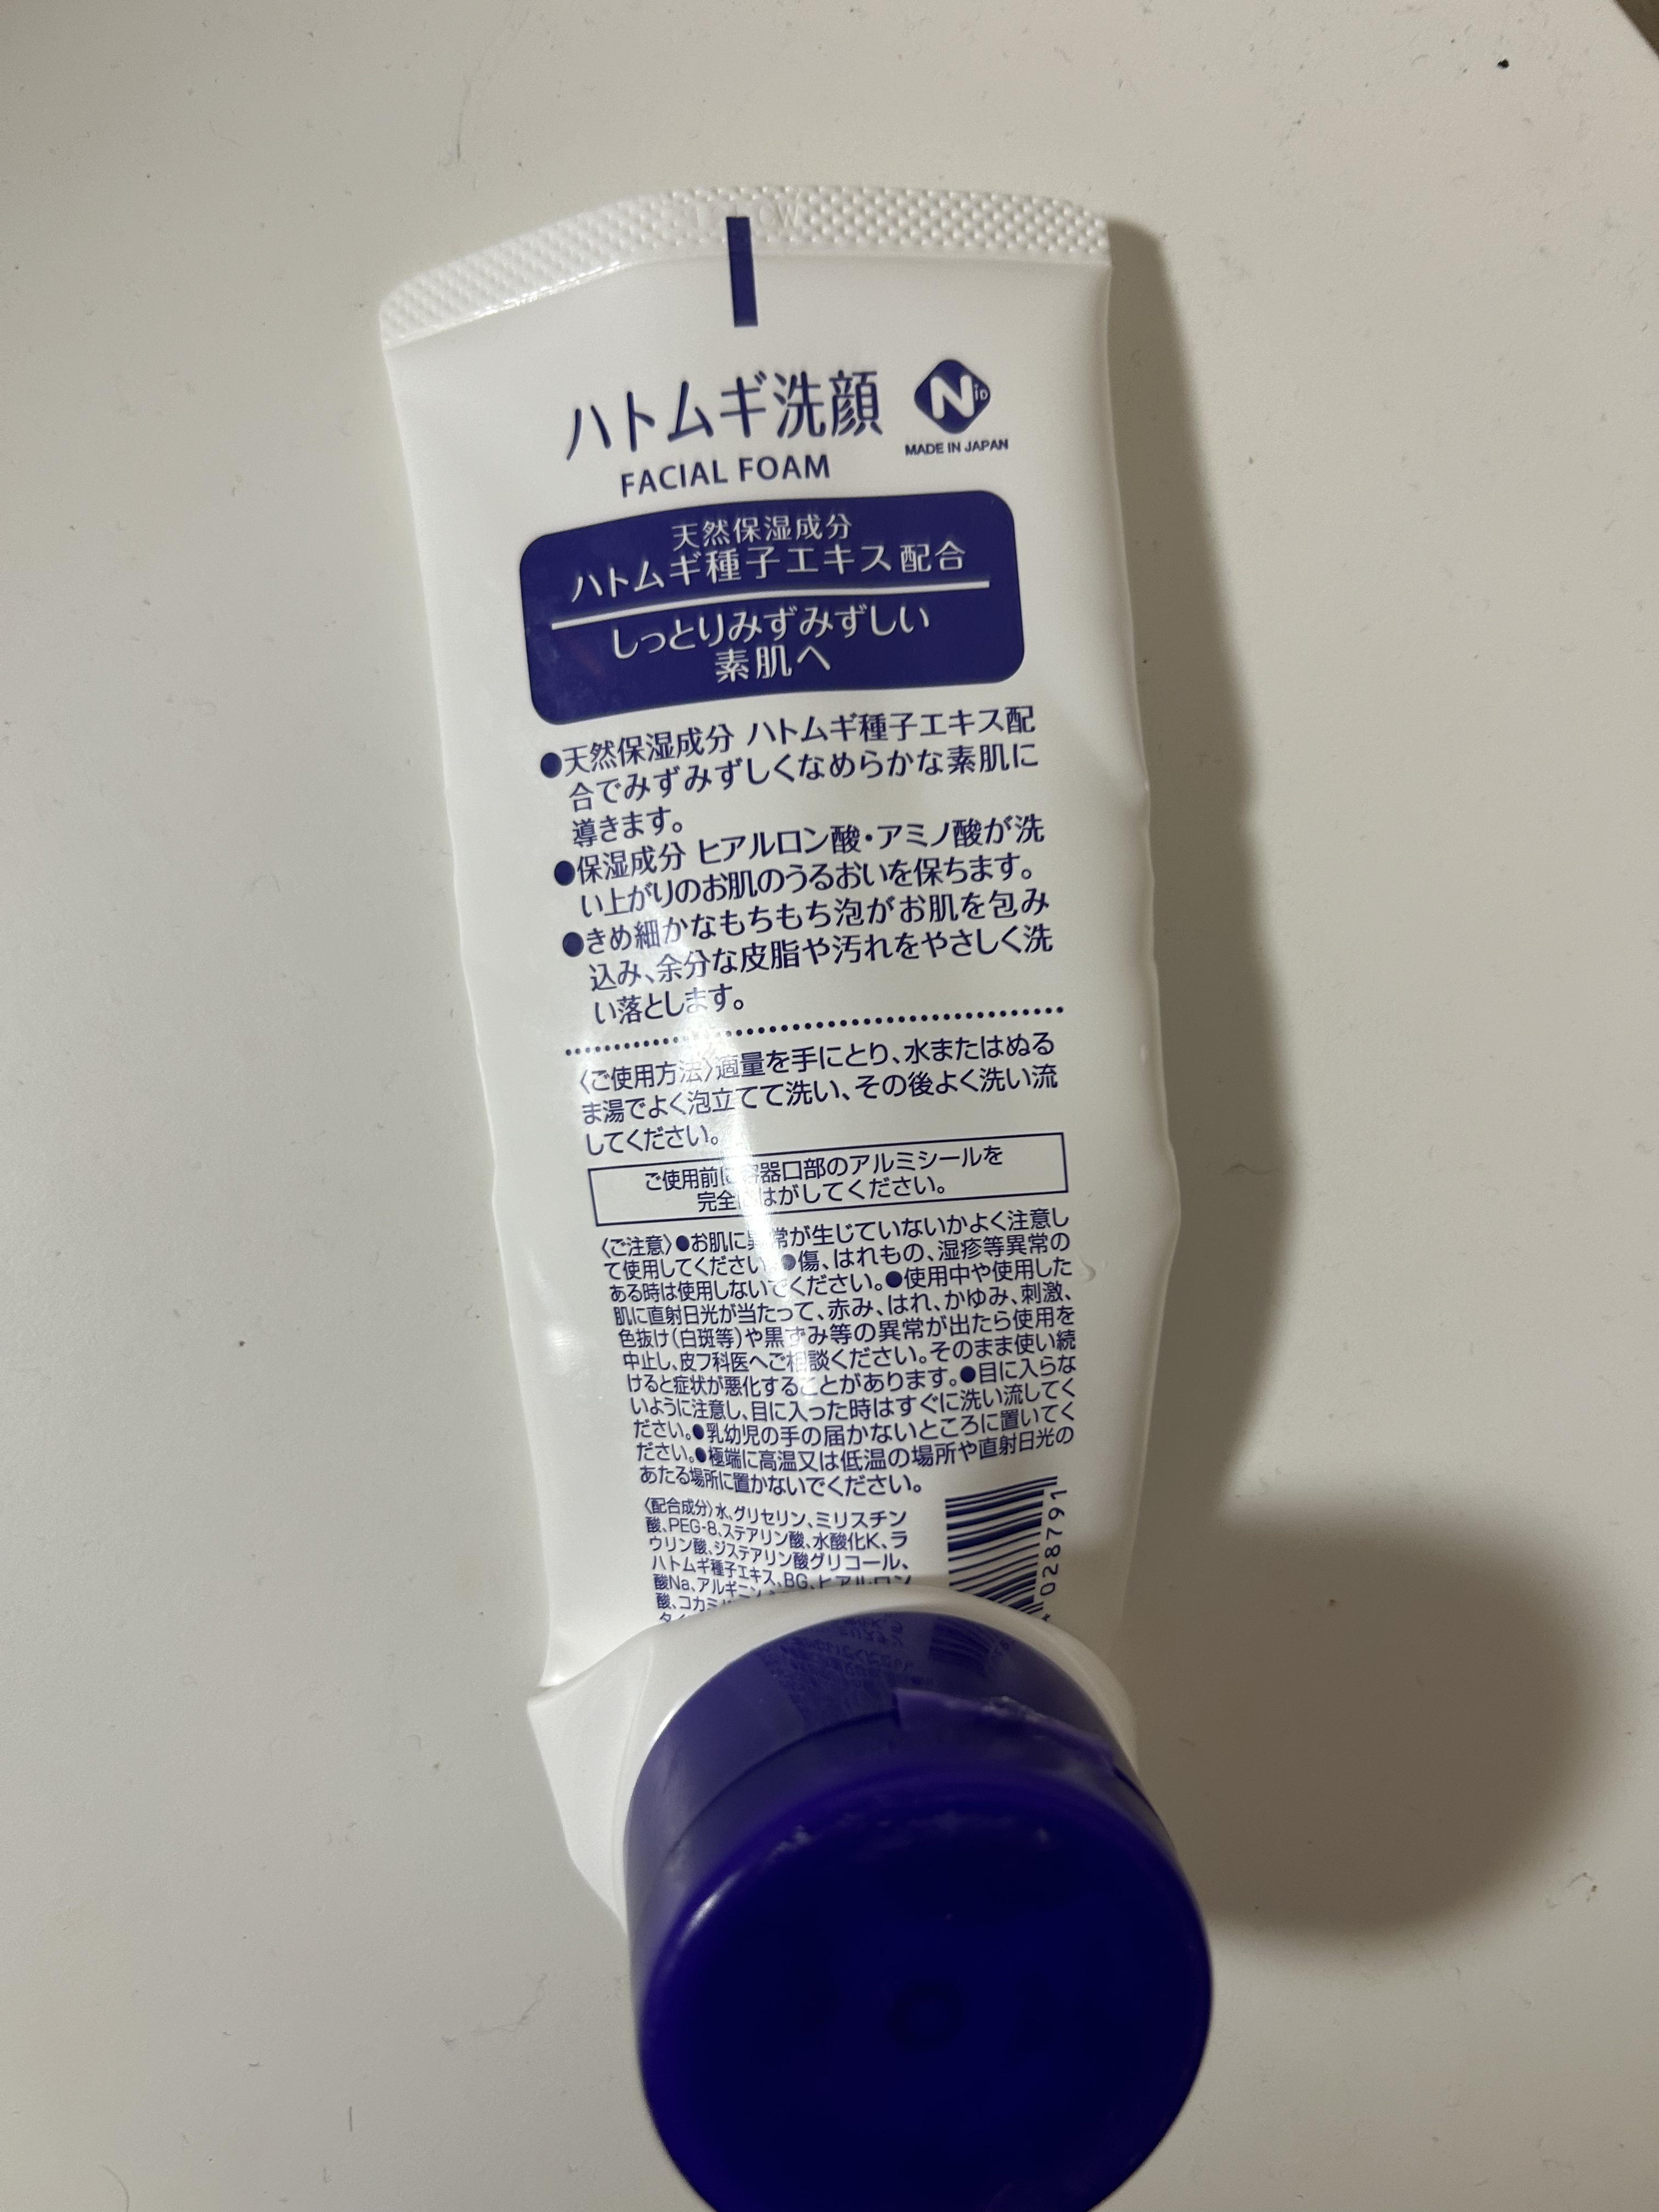 ハトムギ洗顔
FACIAL FOAM
N iD
MADE IN JAPAN
天然保湿成分
ハトムギ種子エキス配合
しっとりみずみずしい
素肌へ
●天然保湿成分 ハトムギ種子エキス配
合でみずみずしくなめらかな素肌に
導きます。
●保湿成分 ヒアルロン酸・アミノ酸が洗
い上がりのお肌のうるおいを保ちます。
●きめ細かなもちもち泡がお肌を包み
込み、余分な皮脂や汚れをやさしく洗
い落とします。
〈ご使用方法〉適量を手にとり、水またはぬる
ま湯でよく泡立てて洗い、その後よく洗い流
してください。
ご使用前に容器口部のアルミシールを
完全にはがしてください。
〈ご注意〉●お肌に異常が生じていないかよく注意し
て使用してください。●傷、はれもの、湿疹等異常の
ある時は使用しないでください。●使用中や使用した
肌に直射日光が当たって、赤み、はれ、かゆみ、刺激、
色抜け(白斑等)や黒ずみ等の異常が出たら使用を
中止し、皮フ科医へご相談ください。そのまま使い続
けると症状が悪化することがあります。●目に入らな
いように注意し、目に入った時はすぐに洗い流してく
ださい。●乳幼児の手の届かないところに置いてく
ださい。●極端に高温又は低温の場所や直射日光の
あたる場所に置かないでください。
〈配合成分〉水、グリセリン、ミリスチン
酸、PEG-8、ステアリン酸、水酸化K、ラ
ウリン酸、ジステアリン酸グリコール、
ハトムギ種子エキス、BG、ヒアルロン
酸Na、アルギニン
酸、コカミ
028791